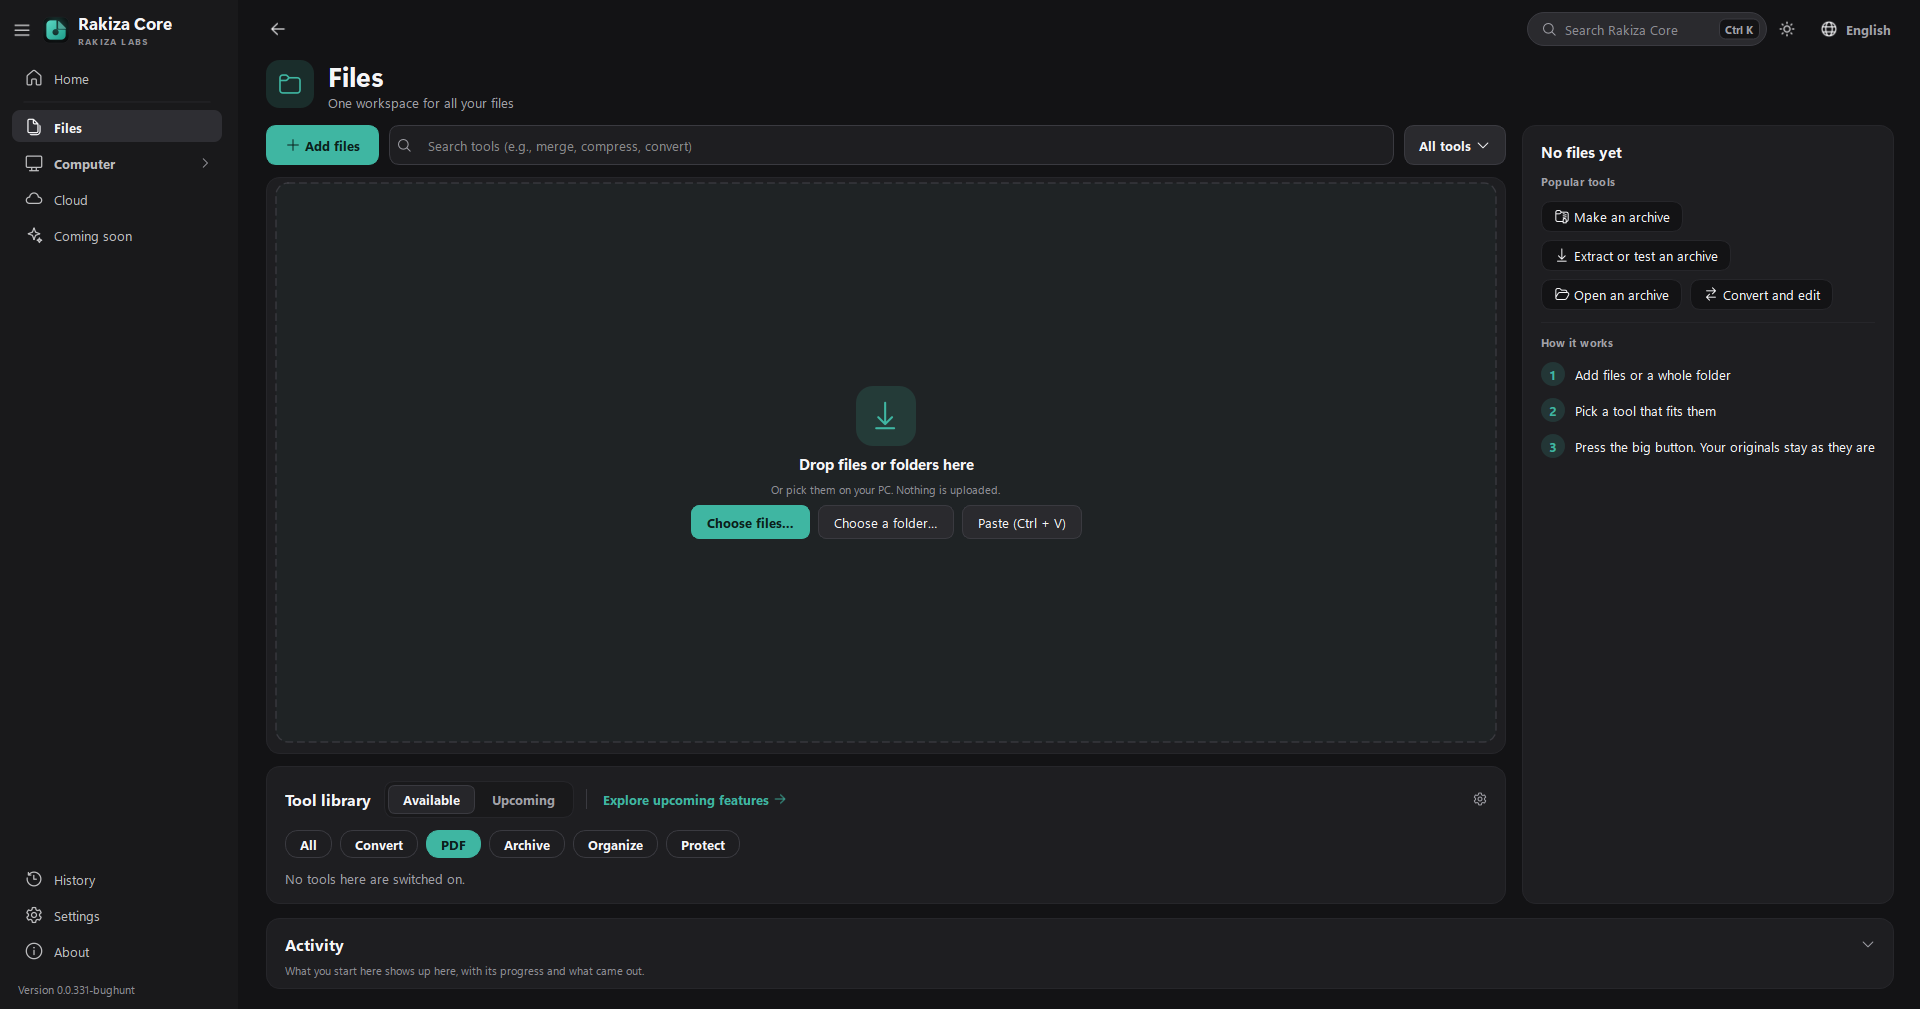 Rakiza Core
RAKIZA LABS
Home
Files
Computer
Cloud
Coming soon
History
Settings
About
Version 0.0.331-bughunt
Search Rakiza Core
Ctrl K
English
Files
One workspace for all your files
Add files
Search tools (e.g., merge, compress, convert)
All tools
Drop files or folders here
Or pick them on your PC. Nothing is uploaded.
Choose files...
Choose a folder...
Paste (Ctrl + V)
No files yet
Popular tools
Make an archive
Extract or test an archive
Open an archive
Convert and edit
How it works
1 Add files or a whole folder
2 Pick a tool that fits them
3 Press the big button. Your originals stay as they are
Tool library
Available
Upcoming
Explore upcoming features
All
Convert
PDF
Archive
Organize
Protect
No tools here are switched on.
Activity
What you start here shows up here, with its progress and what came out.